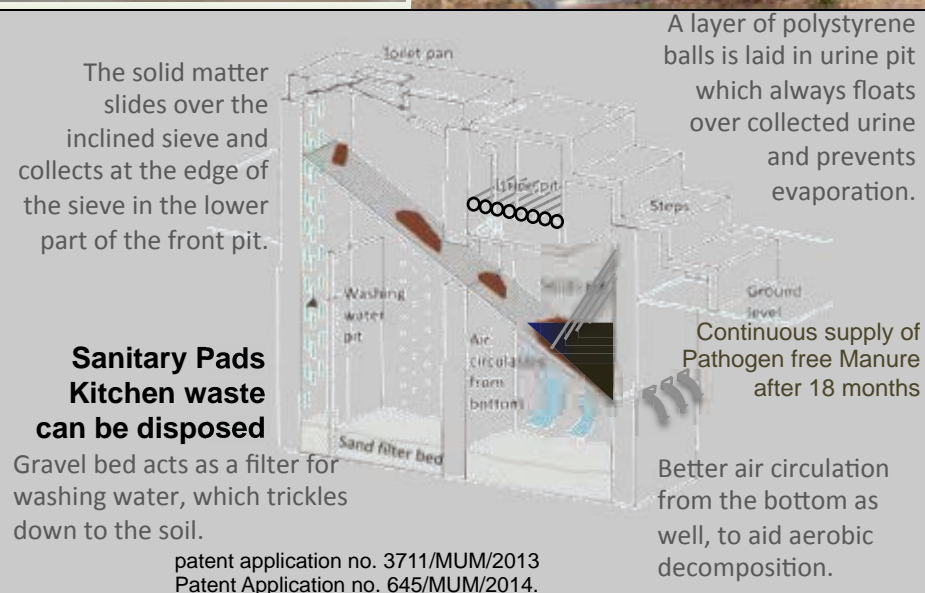 Toilet pan
A layer of polystyrene
balls is laid in urine pit
which always floats
over collected urine
and prevents
evaporation.
The solid matter
slides over the
inclined sieve and
collects at the edge of
the sieve in the lower
part of the front pit.
Steps
Washing
water
pit
Ground
level
Air
from
bottom
Continuous supply of
Pathogen free Manure
after 18 months
Sanitary Pads
Kitchen waste
can be disposed
Sand filter bed
Gravel bed acts as a filter for
washing water, which trickles
down to the soil.
Better air circulation
from the bottom as
well, to aid aerobic
decomposition.
patent application no. 3711/MUM/2013
Patent Application no. 645/MUM/2014.